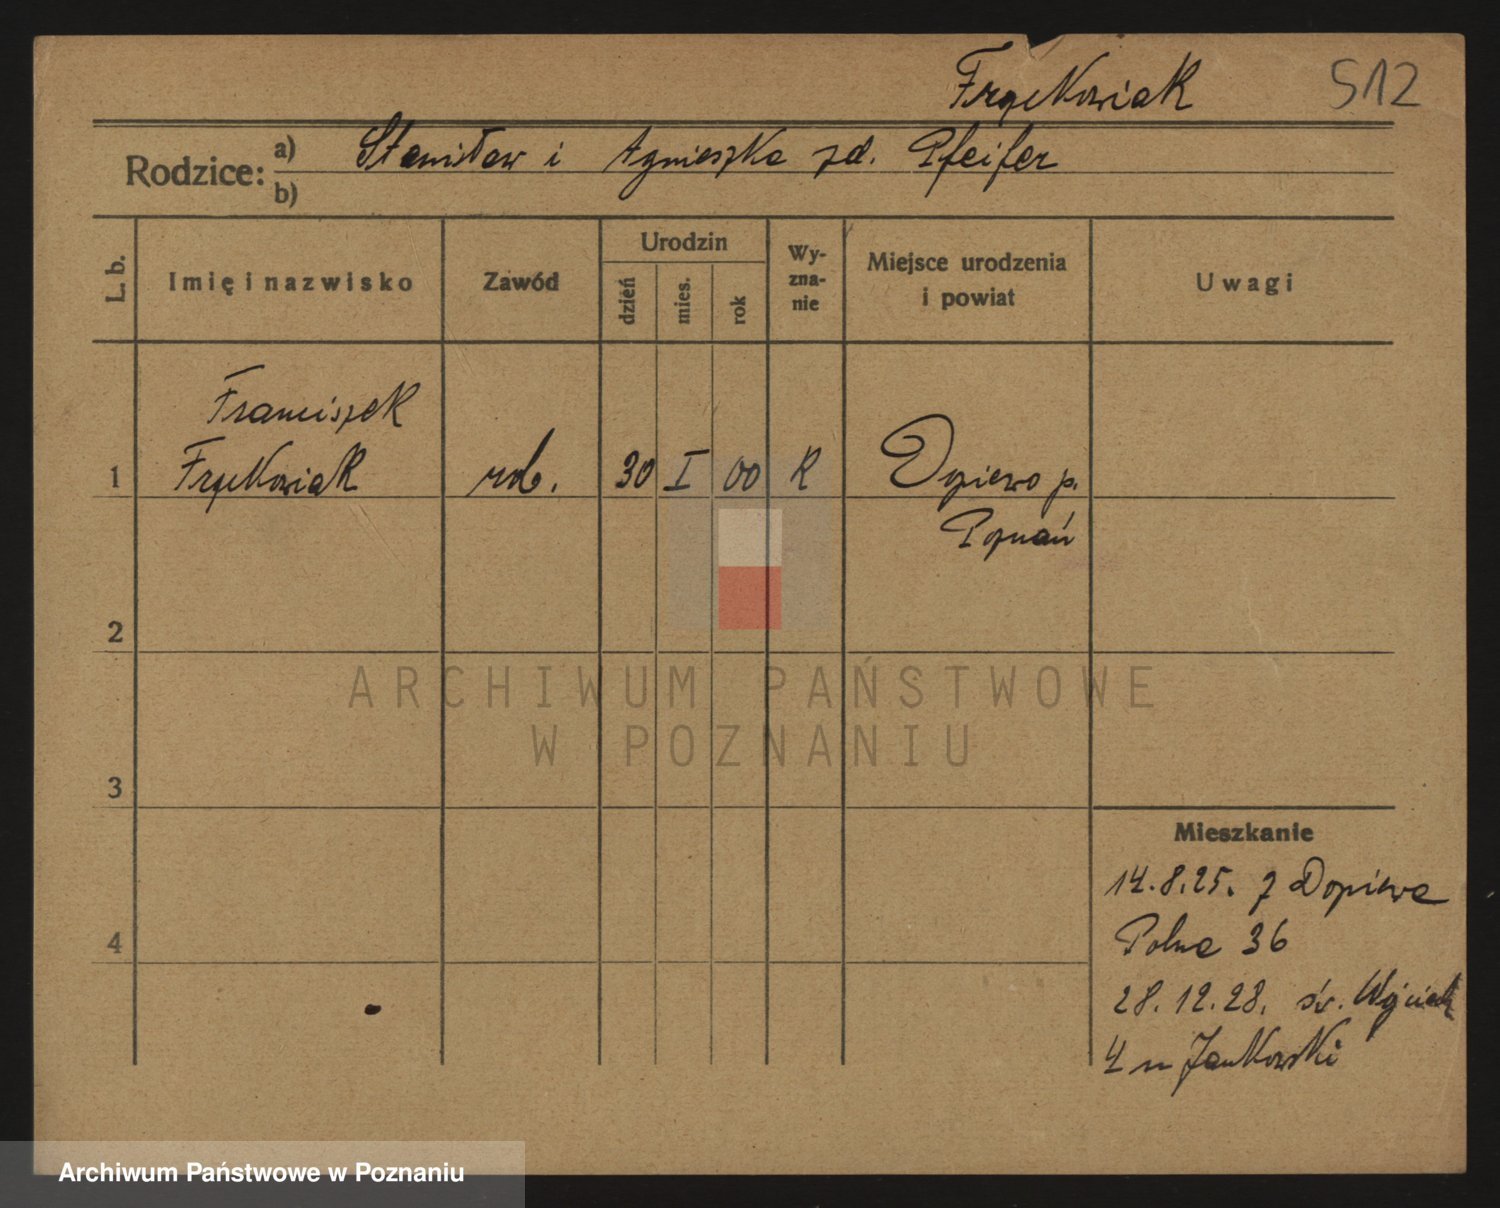 Frąckowiak 512
Rodzice: a) Stanisław i Agnieszka zd. Pfeifer
b)
L. b. Imię i nazwisko Zawód Urodzin dzień mies. rok Wy-zna-nie Miejsce urodzenia i powiat Uwagi
Franciszek
1 Frąckowiak rob. 30 I 00 K Dopiewo p.
Poznań
2
ARCHIWUM PAŃSTWOWE
W POZNANIU
3
Mieszkanie
14.8.25. z Dopiewa
4 Polna 36
28.12.28. św. Wojciech
4 u Jankowski
Archiwum Państwowe w Poznaniu